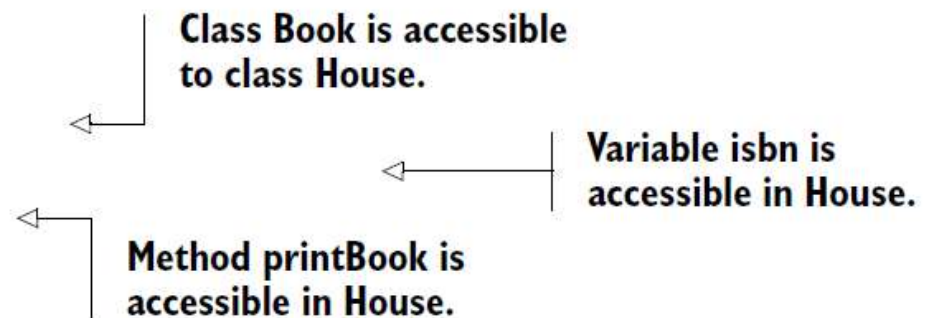 Class Book is accessible
to class House.
Variable isbn is
accessible in House.
Method printBook is
accessible in House.